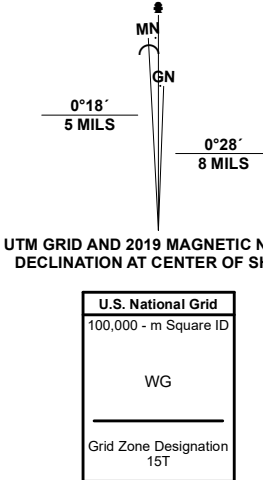 MN
GN
0°18´
5 MILS
0°28´
8 MILS
UTM GRID AND 2019 MAGNETIC N
DECLINATION AT CENTER OF SH
U.S. National Grid
100,000 - m Square ID
WG
Grid Zone Designation
15T